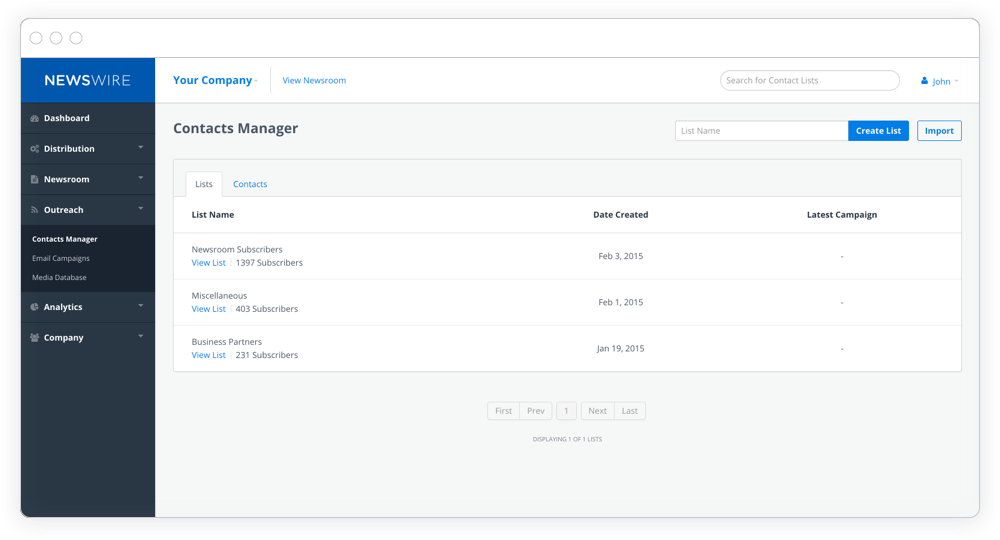 NEWSWIRE
Your Company
View Newsroom
Search for Contact Lists
John
Dashboard
Distribution
Newsroom
Outreach
Contacts Manager
Email Campaigns
Media Database
Analytics
Company
Contacts Manager
List Name
Create List
Import
Lists
Contacts
List Name Date Created Latest Campaign
Newsroom Subscribers
View List | 1397 Subscribers
Feb 3, 2015 -
Miscellaneous
View List | 403 Subscribers
Feb 1, 2015 -
Business Partners
View List | 231 Subscribers
Jan 19, 2015 -
First Prev 1 Next Last
DISPLAYING 1 OF 1 LISTS